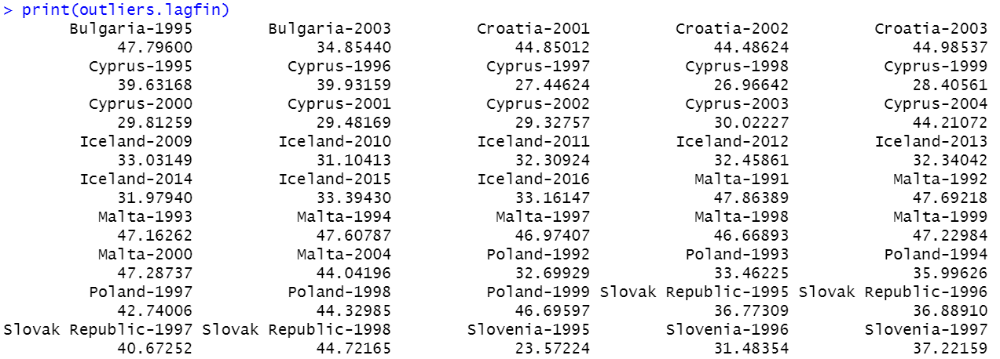 > print(outliers.lagfin)
Bulgaria-1995 Bulgaria-2003 Croatia-2001 Croatia-2002 Croatia-2003
47.79600 34.85440 44.85012 44.48624 44.98537
Cyprus-1995 Cyprus-1996 Cyprus-1997 Cyprus-1998 Cyprus-1999
39.63168 39.93159 27.44624 26.96642 28.40561
Cyprus-2000 Cyprus-2001 Cyprus-2002 Cyprus-2003 Cyprus-2004
29.81259 29.48169 29.32757 30.02227 44.21072
Iceland-2009 Iceland-2010 Iceland-2011 Iceland-2012 Iceland-2013
33.03149 31.10413 32.30924 32.45861 32.34042
Iceland-2014 Iceland-2015 Iceland-2016 Malta-1991 Malta-1992
31.97940 33.39430 33.16147 47.86389 47.69218
Malta-1993 Malta-1994 Malta-1997 Malta-1998 Malta-1999
47.16262 47.60787 46.97407 46.66893 47.22984
Malta-2000 Malta-2004 Poland-1992 Poland-1993 Poland-1994
47.28737 44.04196 32.69929 33.46225 35.99626
Poland-1997 Poland-1998 Poland-1999 Slovak Republic-1995 Slovak Republic-1996
42.74006 44.32985 46.69597 36.77309 36.88910
Slovak Republic-1997 Slovak Republic-1998 Slovenia-1995 Slovenia-1996 Slovenia-1997
40.67252 44.72165 23.57224 31.48354 37.22159